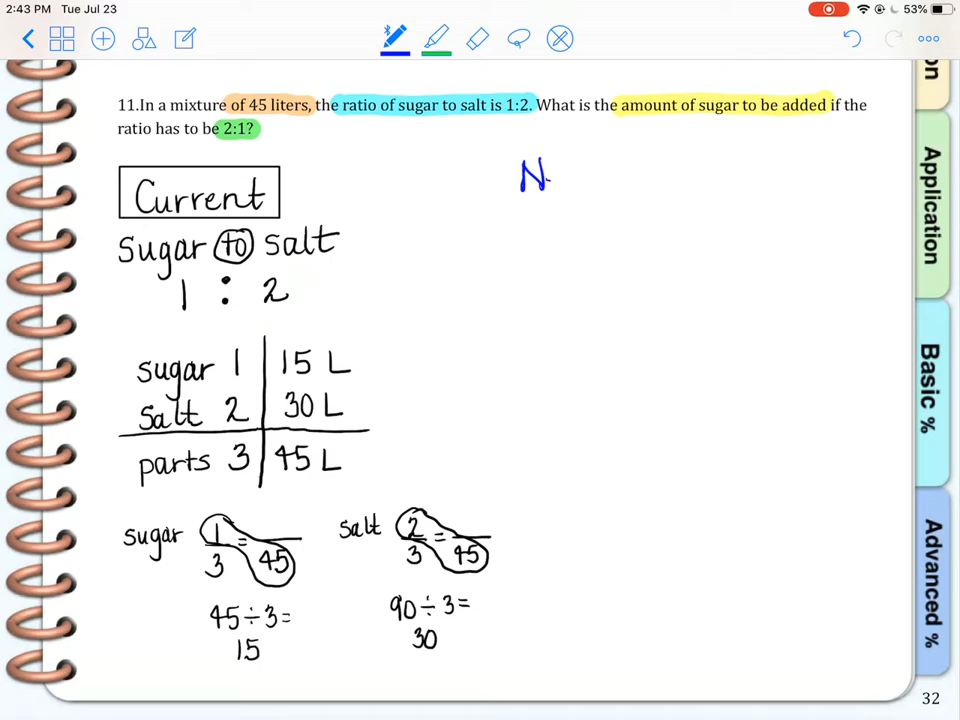 2:43 PM Tue Jul 23
53%
11.In a mixture of 45 liters, the ratio of sugar to salt is 1:2. What is the amount of sugar to be added if the
ratio has to be 2:1?
N
Current
sugar to salt
1 : 2
sugar 1 15 L
salt 2 30 L
parts 3 45 L
sugar 1/3 = /45
salt 2/3 = /45
45÷3=
15
90÷3=
30
on
Application
Basic %
Advanced %
32